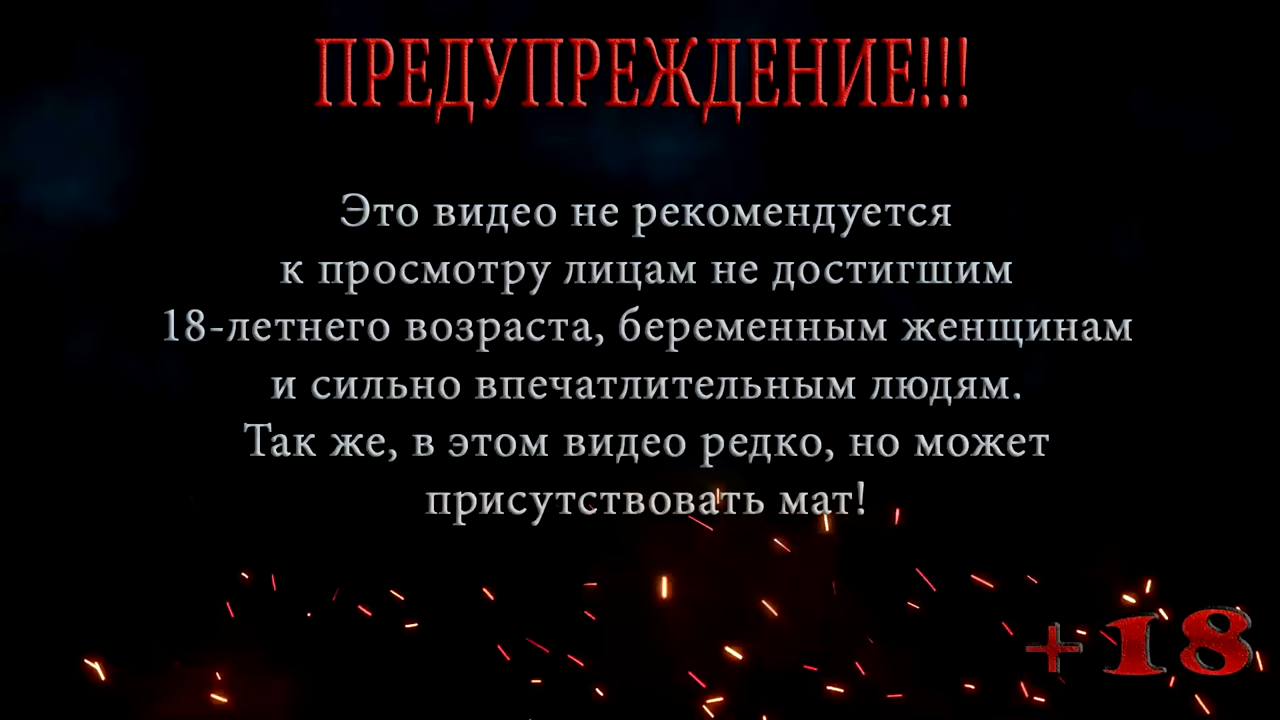 ПРЕДУПРЕЖДЕНИЕ!!!
Это видео не рекомендуется
к просмотру лицам не достигшим
18-летнего возраста, беременным женщинам
и сильно впечатлительным людям.
Так же, в этом видео редко, но может
присутствовать мат!
+18